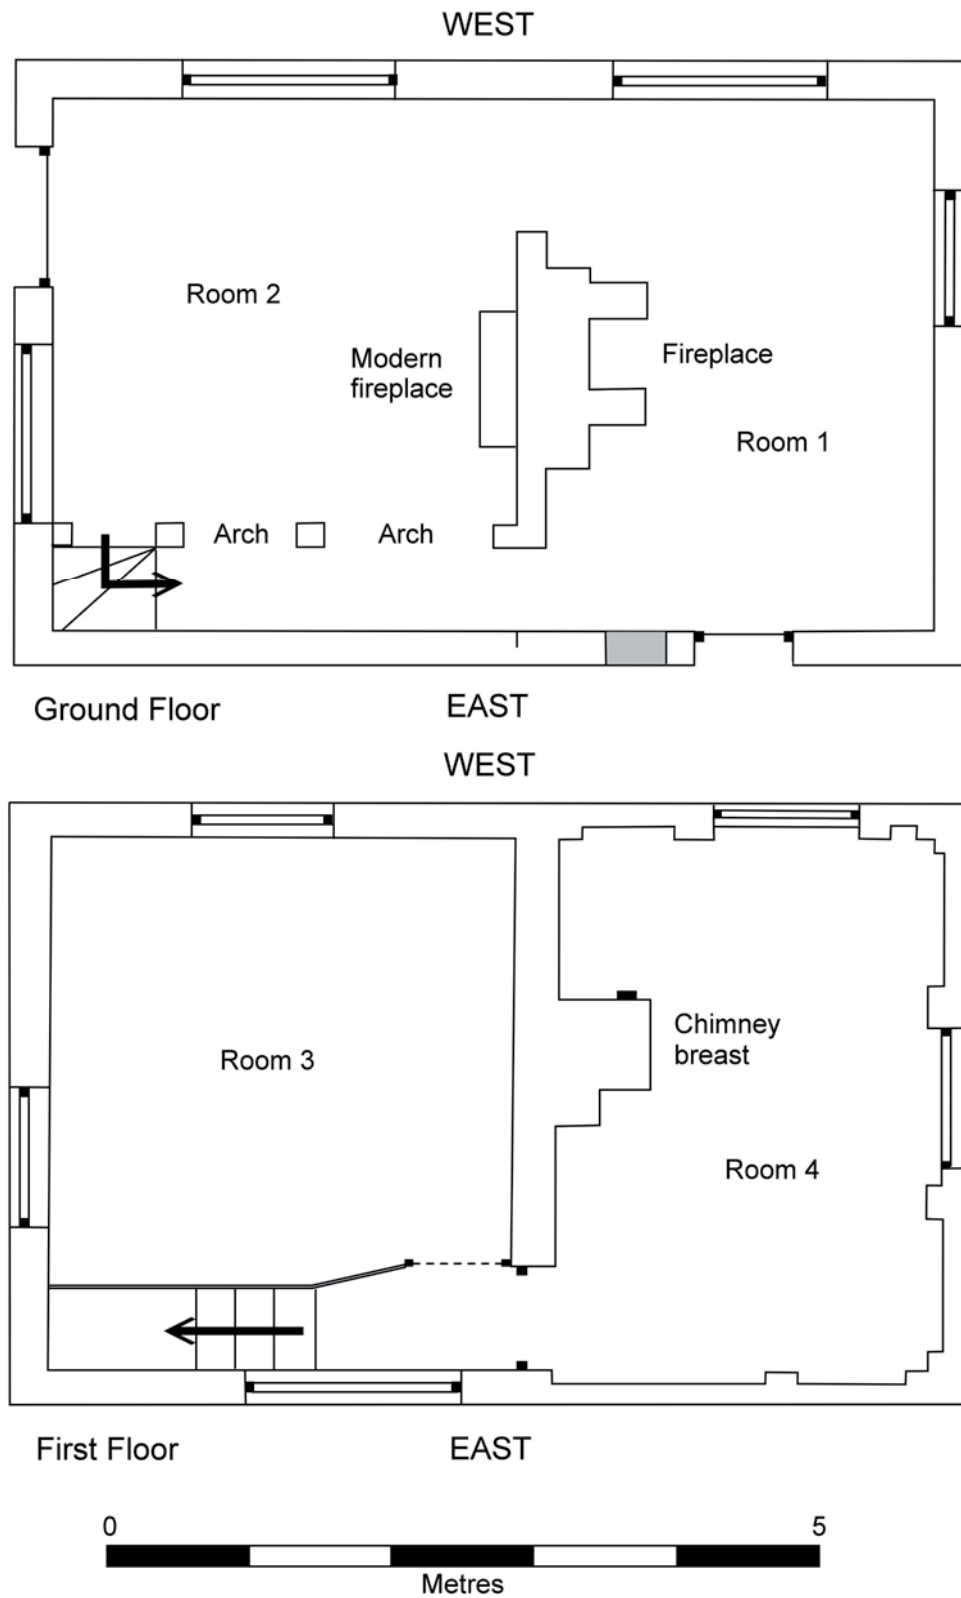 WEST
Room 2
Modern
fireplace
Fireplace
Room 1
Arch
Arch
Ground Floor
EAST
WEST
Room 3
Chimney
breast
Room 4
First Floor
EAST
0
5
Metres